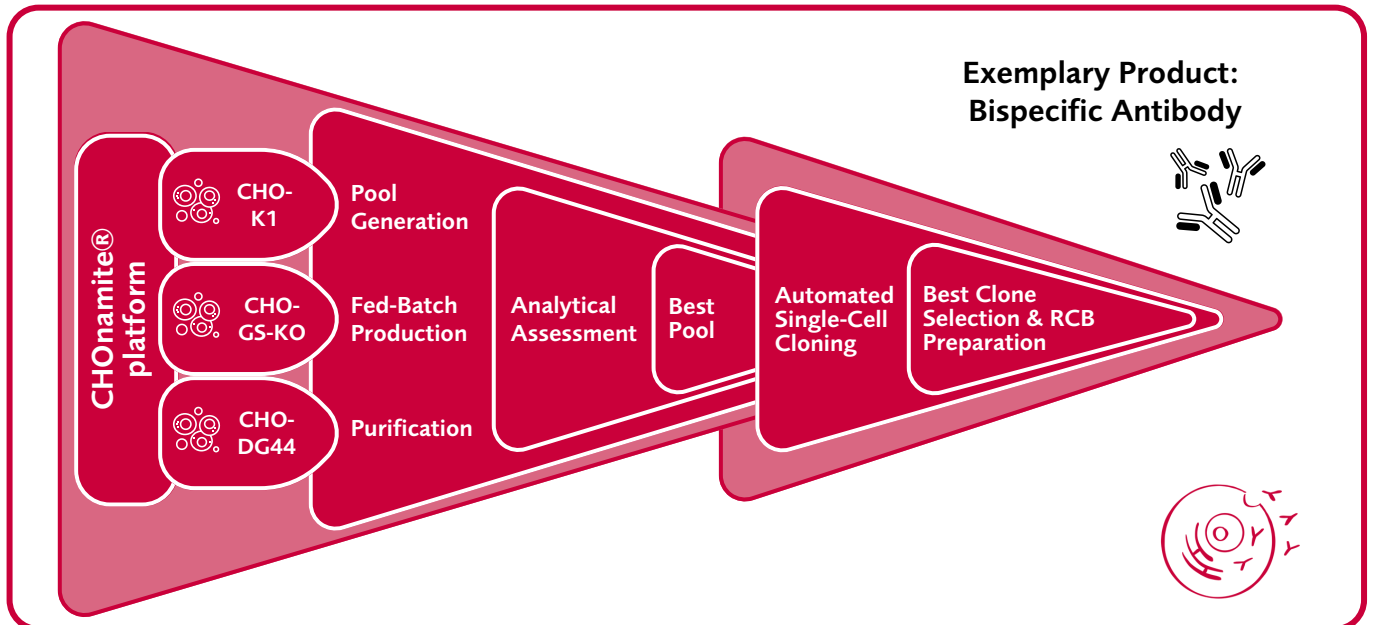 Exemplary Product:
Bispecific Antibody
CHOnamite®
platform
CHO-
K1
CHO-
GS-KO
CHO-
DG44
Pool
Generation
Fed-Batch
Production
Purification
Analytical
Assessment
Best
Pool
Automated
Single-Cell
Cloning
Best Clone
Selection & RCB
Preparation